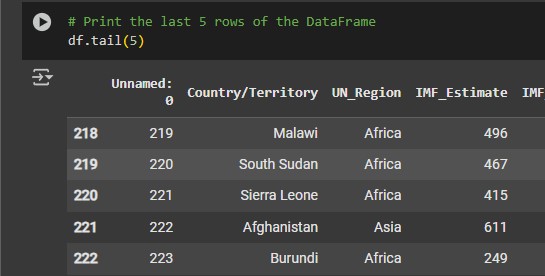 # Print the last 5 rows of the DataFrame
df.tail(5)
Unnamed: 0 Country/Territory UN_Region IMF_Estimate IMF
218 219 Malawi Africa 496
219 220 South Sudan Africa 467
220 221 Sierra Leone Africa 415
221 222 Afghanistan Asia 611
222 223 Burundi Africa 249